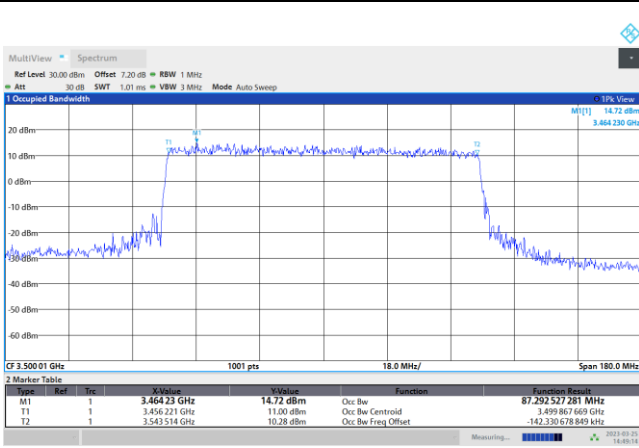 MultiView Spectrum
Ref Level 30.00 dBm Offset 7.20 dB RBW 1 MHz
Att 30 dB SWT 1.01 ms VBW 3 MHz Mode Auto Sweep
1 Occupied Bandwidth 1Pk View
M1[1] 14.72 dBm
3.464 230 GHz
20 dBm
M1
T1
T2
10 dBm
0 dBm
-10 dBm
-20 dBm
-30 dBm
-40 dBm
-50 dBm
-60 dBm
CF 3.500 01 GHz 1001 pts 18.0 MHz/ Span 180.0 MHz
2 Marker Table
Type Ref Trc X-Value Y-Value Function Function Result
M1 1 3.464 23 GHz 14.72 dBm Occ Bw 87.292 527 281 MHz
T1 1 3.456 221 GHz 11.00 dBm Occ Bw Centroid 3.499 867 669 GHz
T2 1 3.543 514 GHz 10.28 dBm Occ Bw Freq Offset -142.330 678 849 kHz
Measuring...
2023-03-25